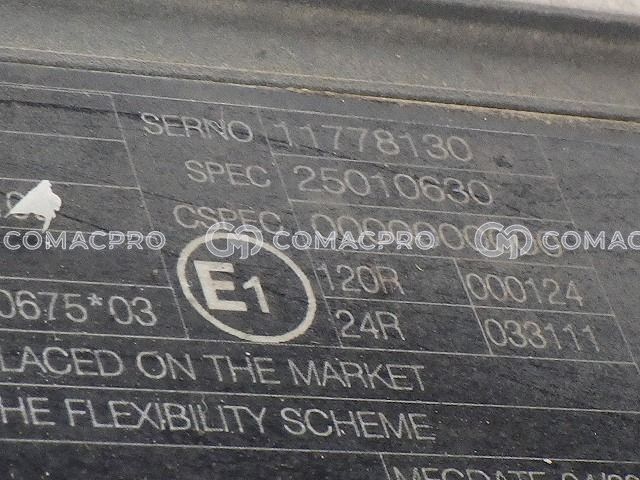 SERNO 11778130
SPEC 25010630
CSPEC
COMACPRO COMACPRO COMAC
E1 120R 000124
0675*03 24R 033111
LACED ON THE MARKET
HE FLEXIBILITY SCHEME